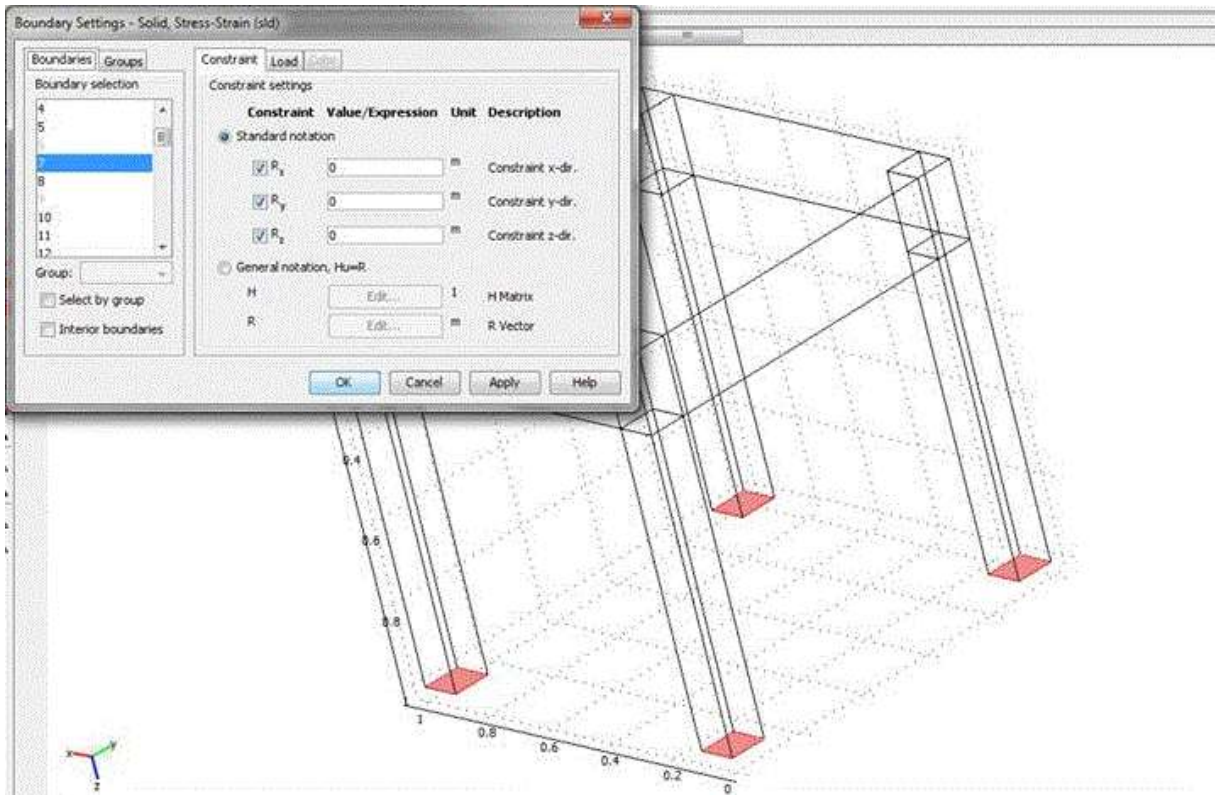 Boundary Settings - Solid, Stress-Strain (sld)
Boundaries Groups
Constraint Load Color
Boundary selection
4
5
7
8
10
11
12
Group:
Select by group
Interior boundaries
Constraint settings
Constraint Value/Expression Unit Description
Standard notation
Rx 0 m Constraint x-dir.
Ry 0 m Constraint y-dir.
Rz 0 m Constraint z-dir.
General notation, Hu=R
H Edit... 1 H Matrix
R Edit... m R Vector
OK Cancel Apply Help
0.4
0.6
0.8
1
1
0.8
0.6
0.4
0.2
0
x
y
z